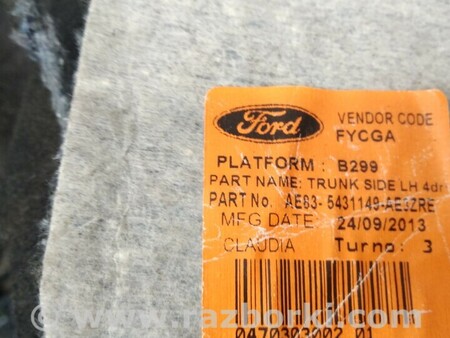 Ford
VENDOR CODE
FYCGA
PLATFORM : B299
PART NAME: TRUNK SIDE LH 4dr
PART No. AE83- 5431149-AE3ZRE
MFG DATE: 24/09/2013
CLAUDIA Turno: 3
0470303002 01
www.razborki.com